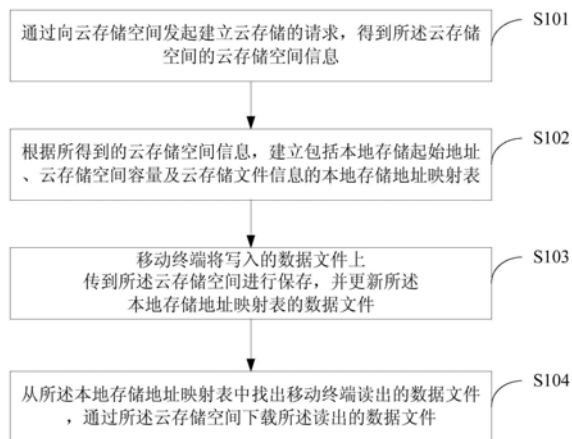 S101
通过向云存储空间发起建立云存储的请求，得到所述云存储
空间的云存储空间信息
S102
根据所得到的云存储空间信息，建立包括本地存储起始地址
、云存储空间容量及云存储文件信息的本地存储地址映射表
S103
移动终端将写入的数据文件上
传到所述云存储空间进行保存，并更新所述
本地存储地址映射表的数据文件
S104
从所述本地存储地址映射表中找出移动终端读出的数据文件
，通过所述云存储空间下载所述读出的数据文件